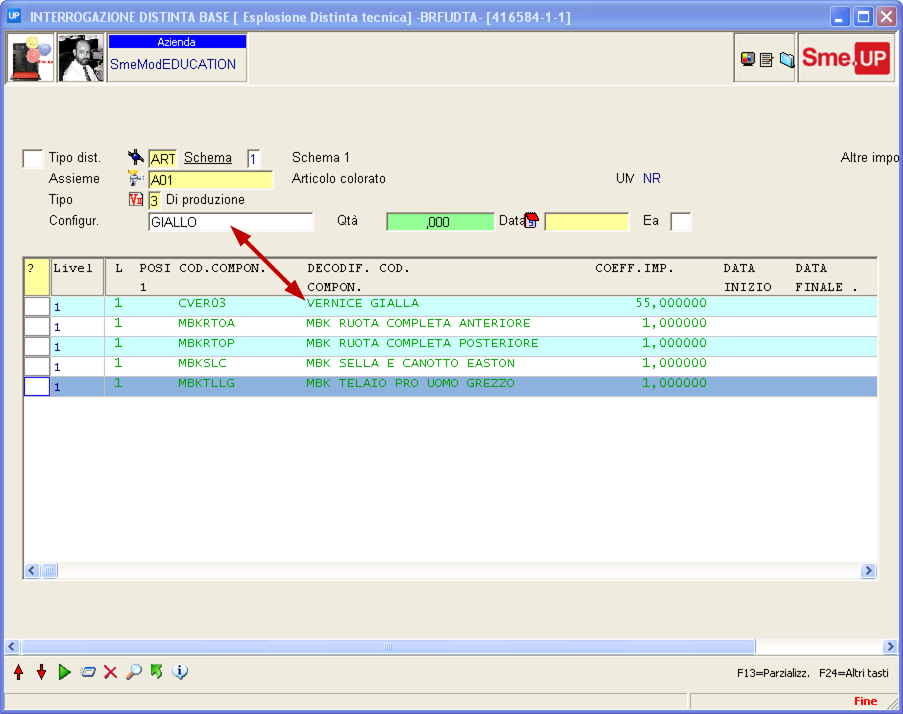 UP INTERROGAZIONE DISTINTA BASE [ Esplosione Distinta tecnica] -BRFUDTA- [416584-1-1]
Azienda
SmeModEDUCATION
Sme.UP
Tipo dist. ART Schema 1 Schema 1 Altre impo
Assieme A01 Articolo colorato UM NR
Tipo 3 Di produzione
Configur. GIALLO Qtà ,000 Data Ea
? Livel L POSI COD.COMPON. DECODIF. COD. COEFF.IMP. DATA DATA
1 COMPON. INIZIO FINALE .
1 1 CVER03 VERNICE GIALLA 55,000000
1 1 MBKRTOA MBK RUOTA COMPLETA ANTERIORE 1,000000
1 1 MBKRTOP MBK RUOTA COMPLETA POSTERIORE 1,000000
1 1 MBKSLC MBK SELLA E CANOTTO EASTON 1,000000
1 1 MBKTLLG MBK TELAIO PRO UOMO GREZZO 1,000000
F13=Parzializz. F24=Altri tasti
Fine